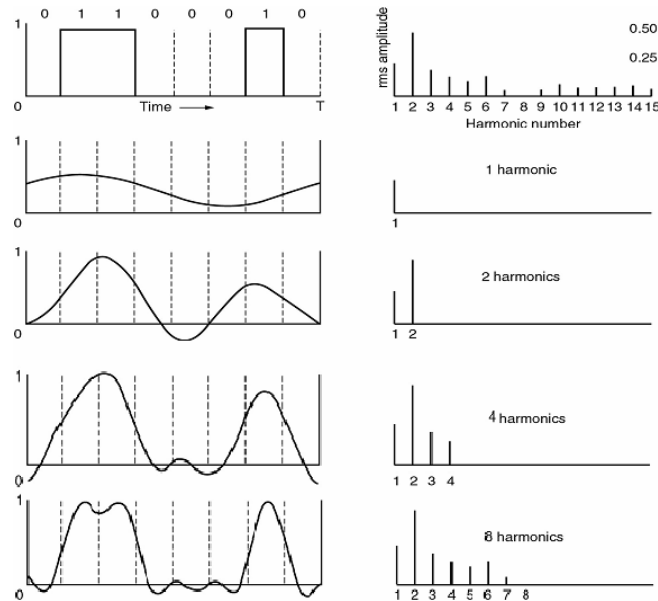 0 1 1 0 0 0 1 0
1
0
Time
T
rms amplitude
0.50
0.25
1 2 3 4 5 6 7 8 9 10 11 12 13 14 15
Harmonic number
1
0
1 harmonic
1
1
0
2 harmonics
1 2
1
0
4 harmonics
1 2 3 4
1
0
8 harmonics
1 2 3 4 5 6 7 8